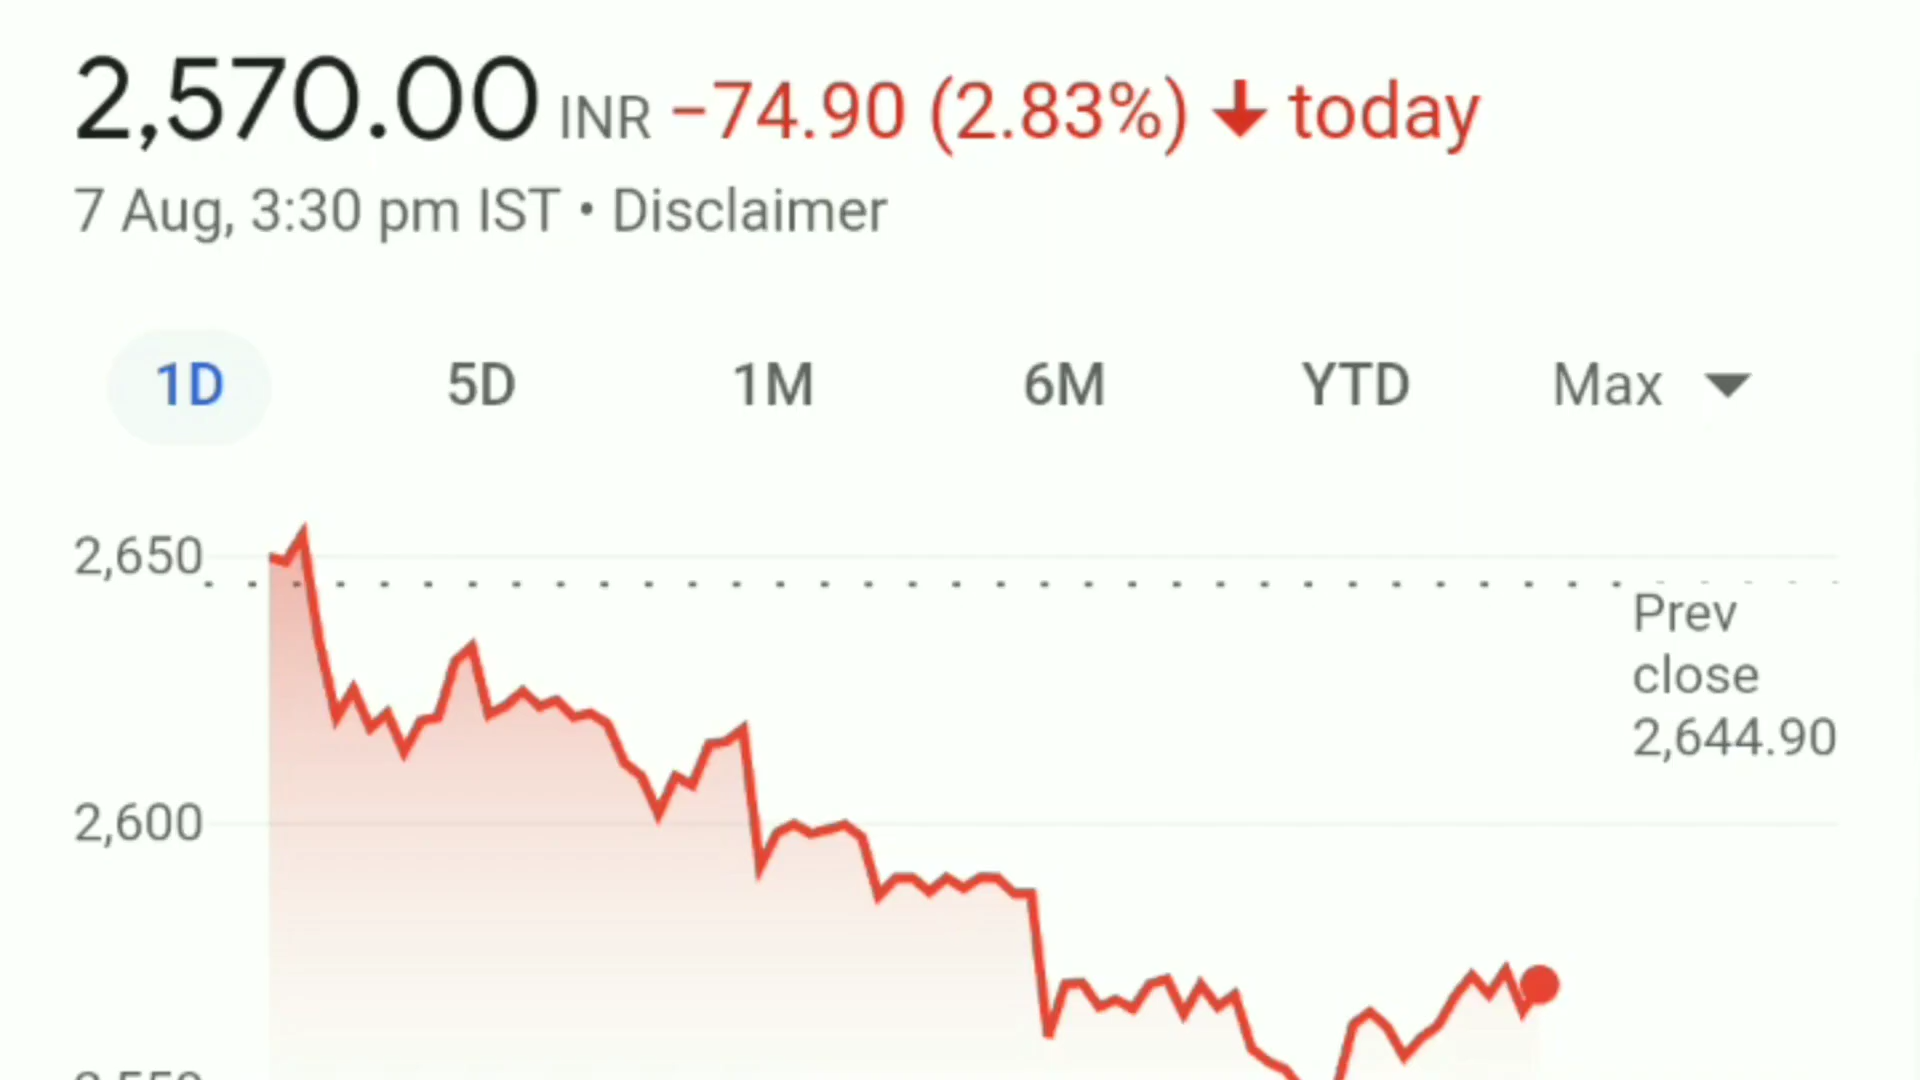 2,570.00 INR −74.90 (2.83%) ↓ today
7 Aug, 3:30 pm IST • Disclaimer
1D 5D 1M 6M YTD Max
2,650
Prev
close
2,644.90
2,600